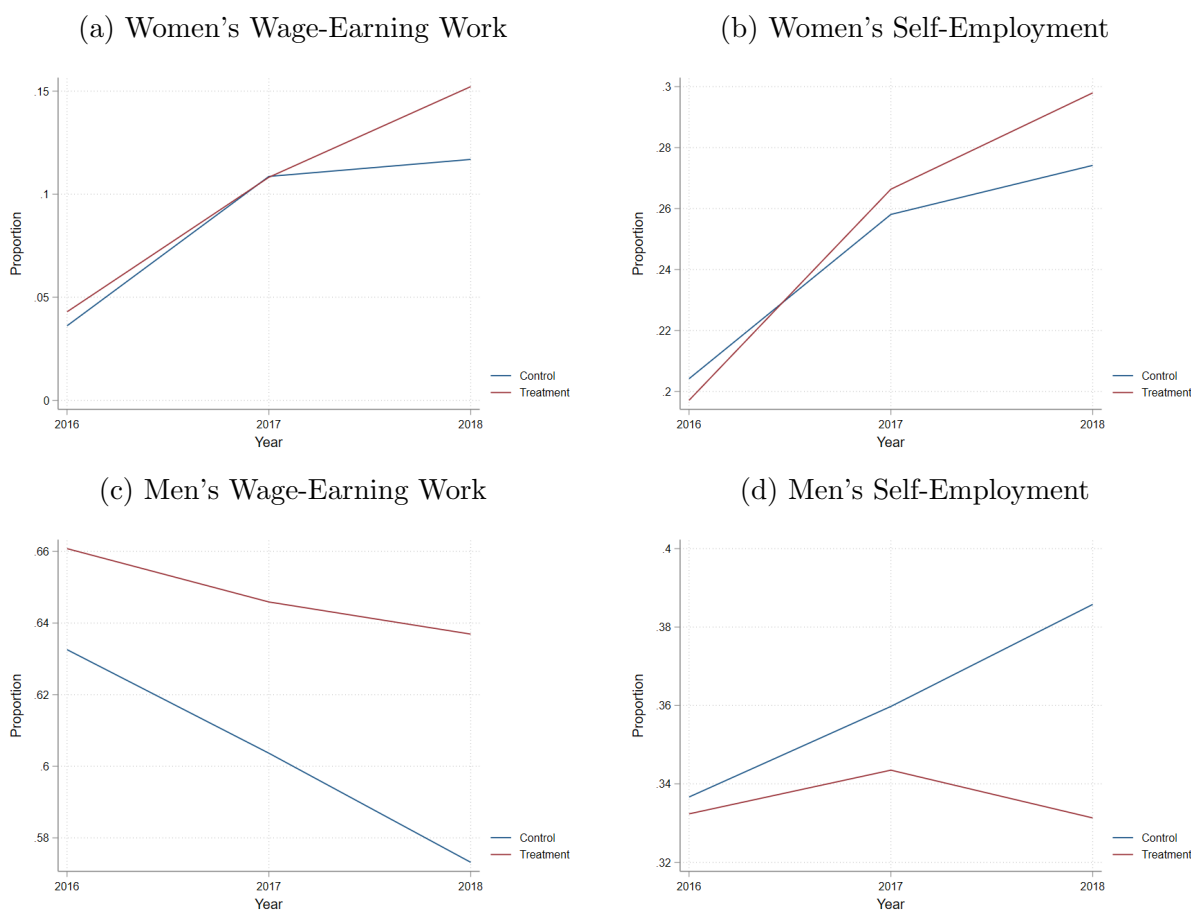 (a) Women's Wage-Earning Work
.15
.1
.05
0
Proportion
2016
2017
2018
Year
Control
Treatment
(b) Women's Self-Employment
.3
.28
.26
.24
.22
.2
Proportion
2016
2017
2018
Year
Control
Treatment
(c) Men's Wage-Earning Work
.66
.64
.62
.6
.58
Proportion
2016
2017
2018
Year
Control
Treatment
(d) Men's Self-Employment
.4
.38
.36
.34
.32
Proportion
2016
2017
2018
Year
Control
Treatment